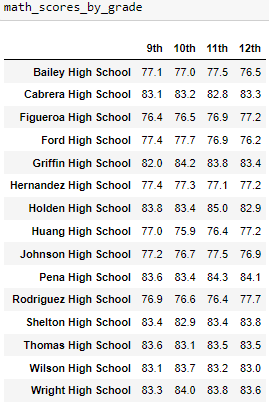 math_scores_by_grade
9th 10th 11th 12th
Bailey High School 77.1 77.0 77.5 76.5
Cabrera High School 83.1 83.2 82.8 83.3
Figueroa High School 76.4 76.5 76.9 77.2
Ford High School 77.4 77.7 76.9 76.2
Griffin High School 82.0 84.2 83.8 83.4
Hernandez High School 77.4 77.3 77.1 77.2
Holden High School 83.8 83.4 85.0 82.9
Huang High School 77.0 75.9 76.4 77.2
Johnson High School 77.2 76.7 77.5 76.9
Pena High School 83.6 83.4 84.3 84.1
Rodriguez High School 76.9 76.6 76.4 77.7
Shelton High School 83.4 82.9 83.4 83.8
Thomas High School 83.6 83.1 83.5 83.5
Wilson High School 83.1 83.7 83.2 83.0
Wright High School 83.3 84.0 83.8 83.6